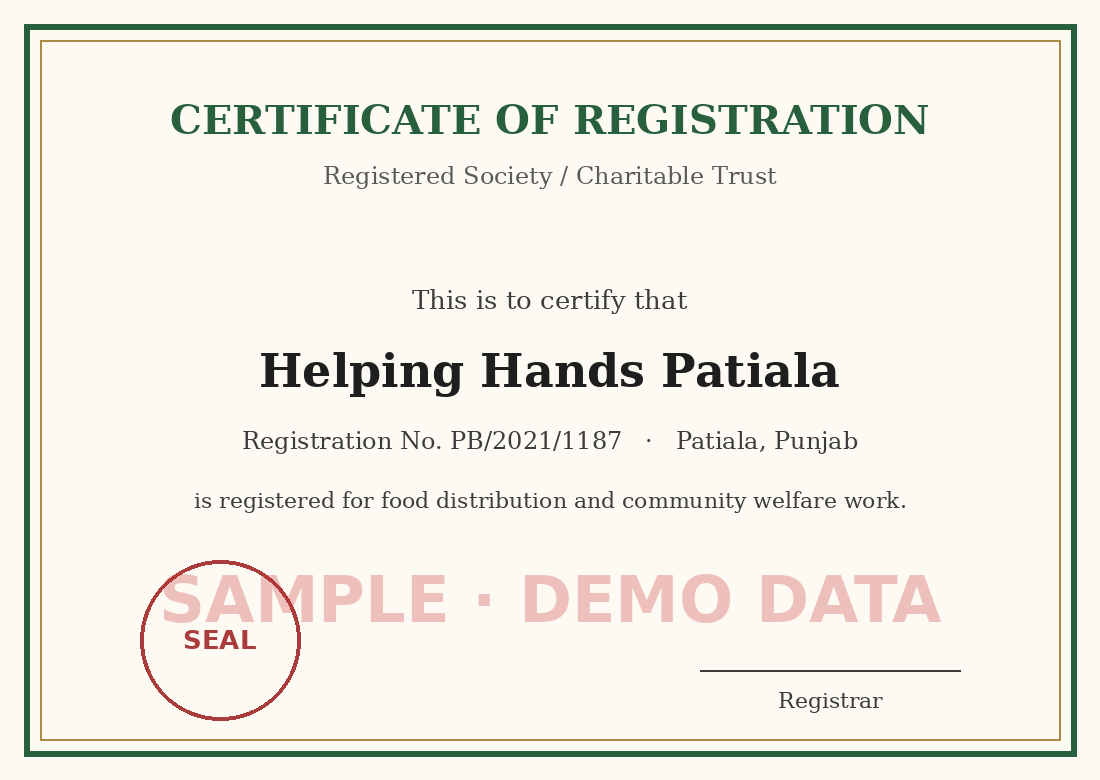 CERTIFICATE OF REGISTRATION
Registered Society / Charitable Trust
This is to certify that
Helping Hands Patiala
Registration No. PB/2021/1187 · Patiala, Punjab
is registered for food distribution and community welfare work.
SAMPLE · DEMO DATA
SEAL
Registrar